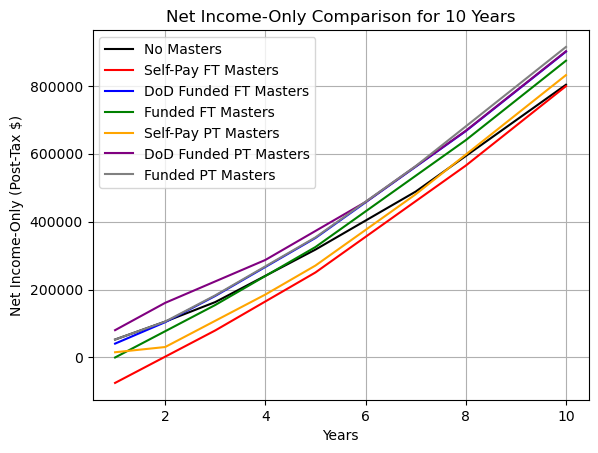 Net Income-Only Comparison for 10 Years
No Masters
Self-Pay FT Masters
DoD Funded FT Masters
Funded FT Masters
Self-Pay PT Masters
DoD Funded PT Masters
Funded PT Masters
Net Income-Only (Post-Tax $)
800000
600000
400000
200000
0
2 4 6 8 10
Years